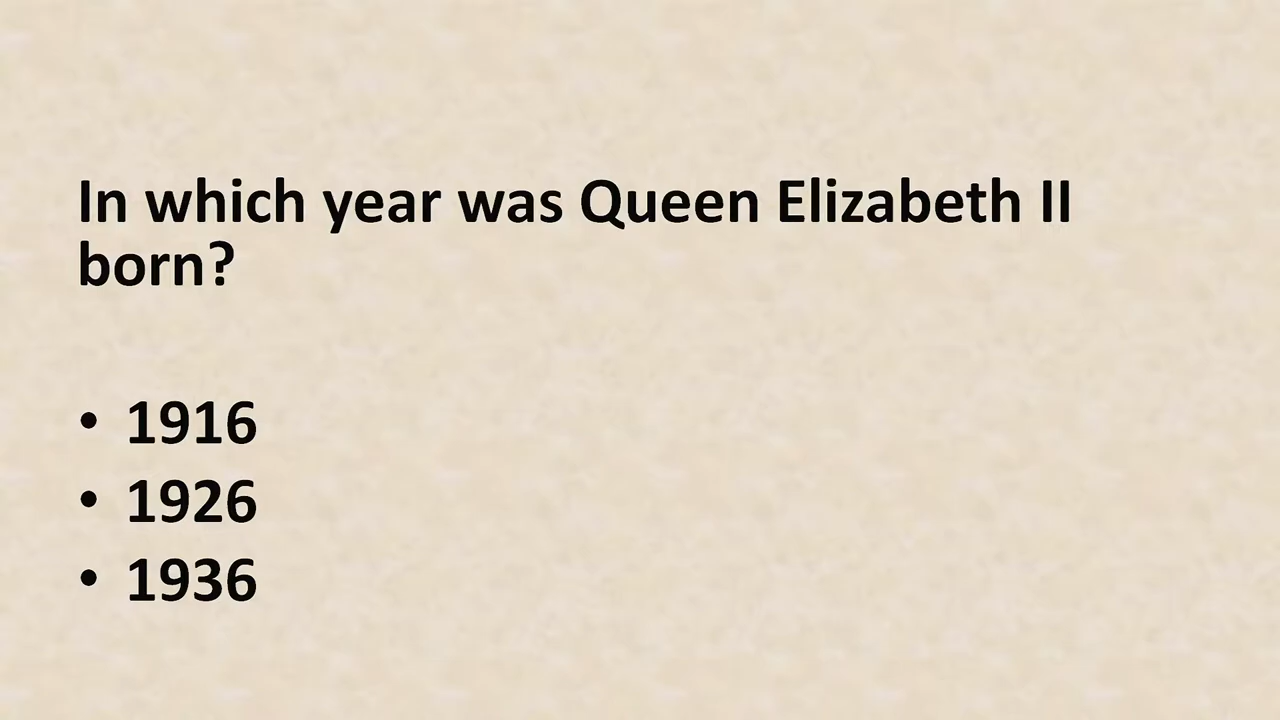 In which year was Queen Elizabeth II
born?
• 1916
• 1926
• 1936